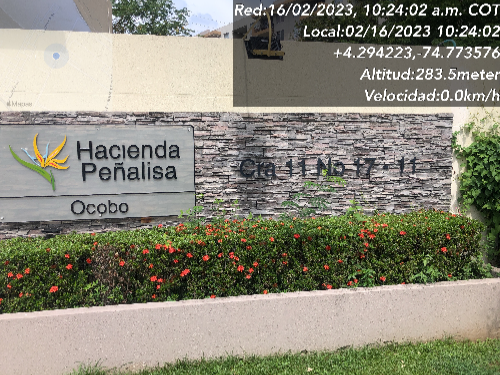 Red:16/02/2023, 10:24:02 a.m. COT
Local:02/16/2023 10:24:02
+4.294223,-74.773576
Altitud:283.5meter
Velocidad:0.0km/h
Hacienda
Peñalisa
Ocobo
Cra 11 No 17 - 11